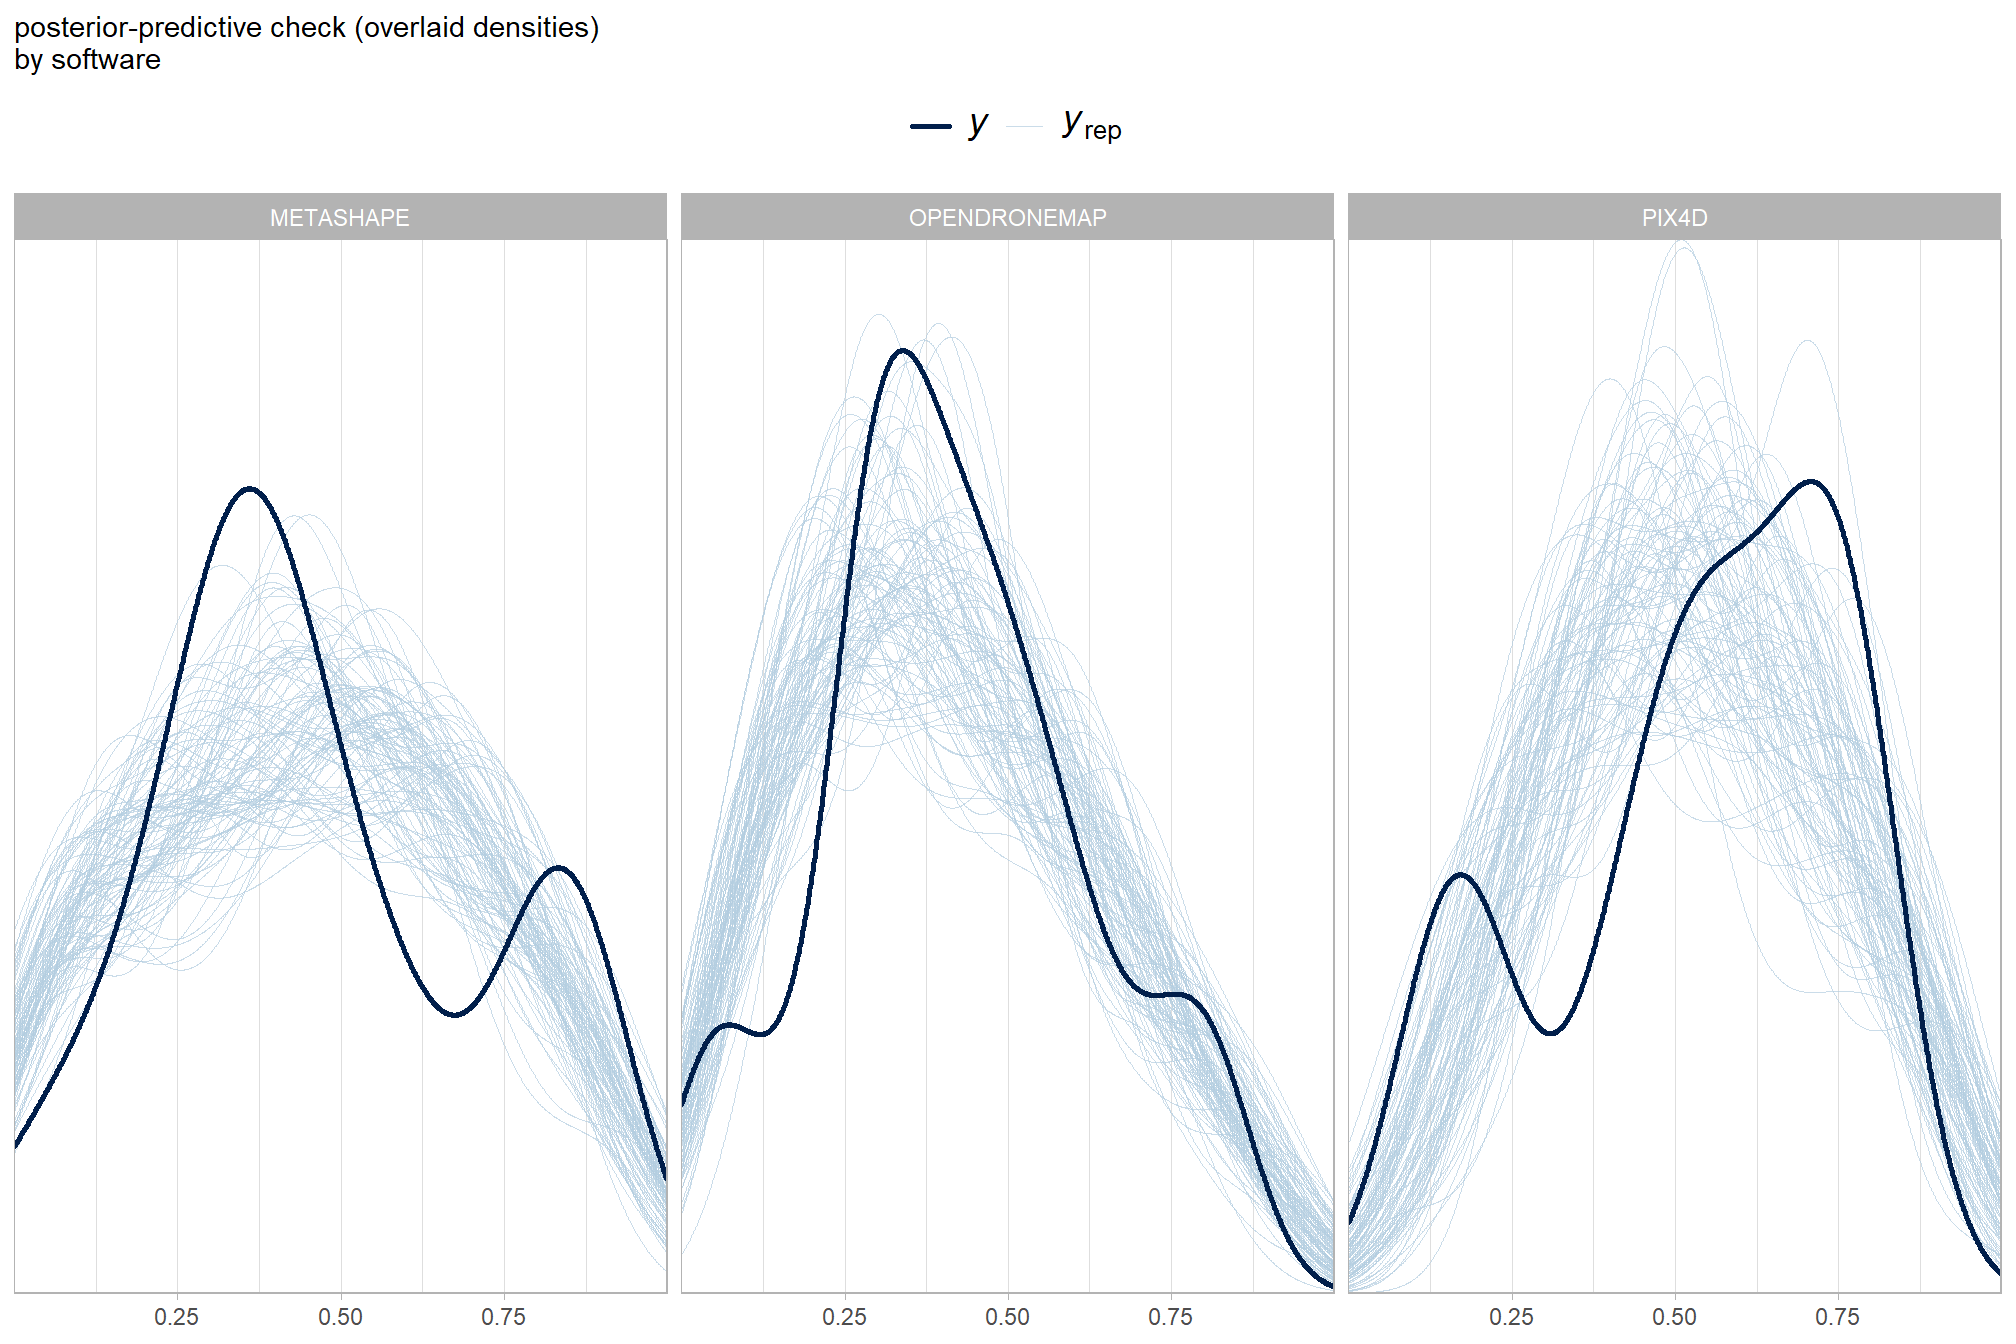 posterior-predictive check (overlaid densities)
by software
y y rep
METASHAPE OPENDRONEMAP PIX4D
0.25 0.50 0.75 0.25 0.50 0.75 0.25 0.50 0.75